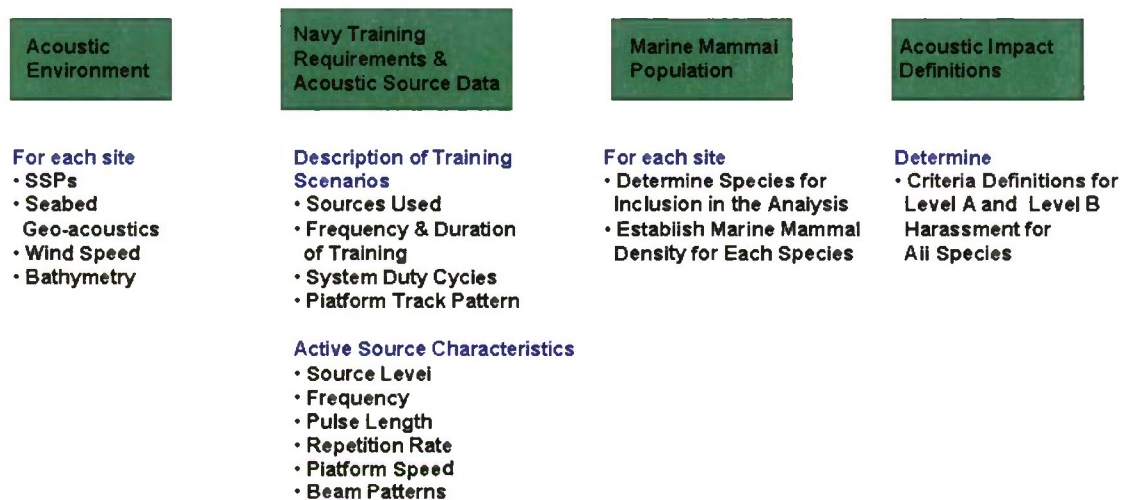 Acoustic
Environment
For each site
• SSPs
• Seabed
Geo-acoustics
• Wind Speed
• Bathymetry
Navy Training
Requirements &
Acoustic Source Data
Description of Training
Scenarios
• Sources Used
• Frequency & Duration
of Training
• System Duty Cycles
• Platform Track Pattern
Active Source Characteristics
• Source Level
• Frequency
• Pulse Length
• Repetition Rate
• Platform Speed
• Beam Patterns
Marine Mammal
Population
For each site
• Determine Species for
Inclusion in the Analysis
• Establish Marine Mammal
Density for Each Species
Acoustic Impact
Definitions
Determine
• Criteria Definitions for
Level A and Level B
Harassment for
All Species